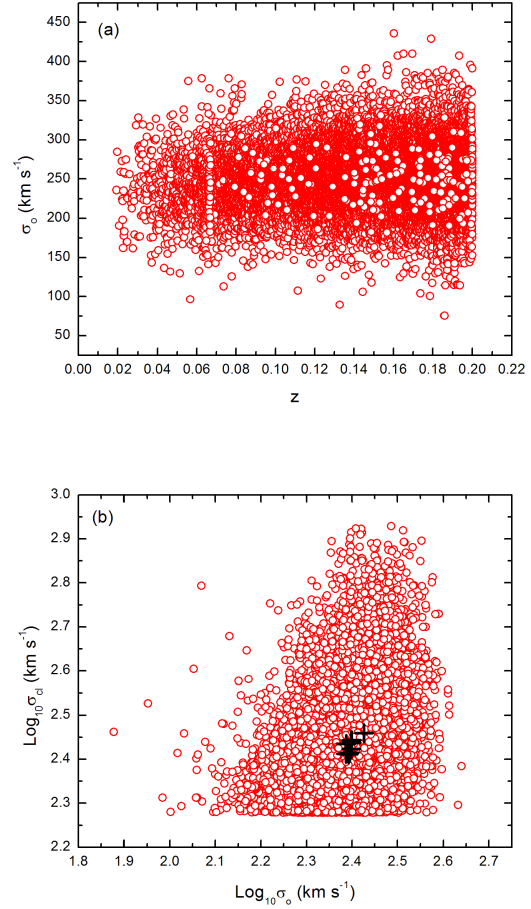 (a)
450
400
350
300
250
200
150
100
50
σₒ (km s⁻¹)
0.00 0.02 0.04 0.06 0.08 0.10 0.12 0.14 0.16 0.18 0.20 0.22
z
(b)
3.0
2.9
2.8
2.7
2.6
2.5
2.4
2.3
2.2
Log₁₀σ_cl (km s⁻¹)
1.8 1.9 2.0 2.1 2.2 2.3 2.4 2.5 2.6 2.7
Log₁₀σₒ (km s⁻¹)